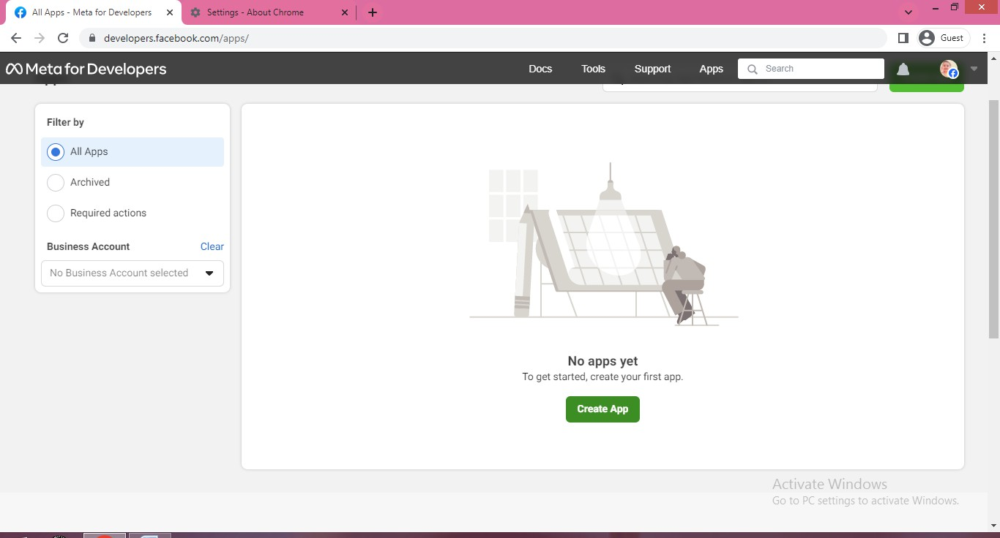 All Apps - Meta for Developers
Settings - About Chrome
developers.facebook.com/apps/
Guest
Meta for Developers
Docs
Tools
Support
Apps
Search
Filter by
All Apps
Archived
Required actions
Business Account
Clear
No Business Account selected
No apps yet
To get started, create your first app.
Create App
Activate Windows
Go to PC settings to activate Windows.